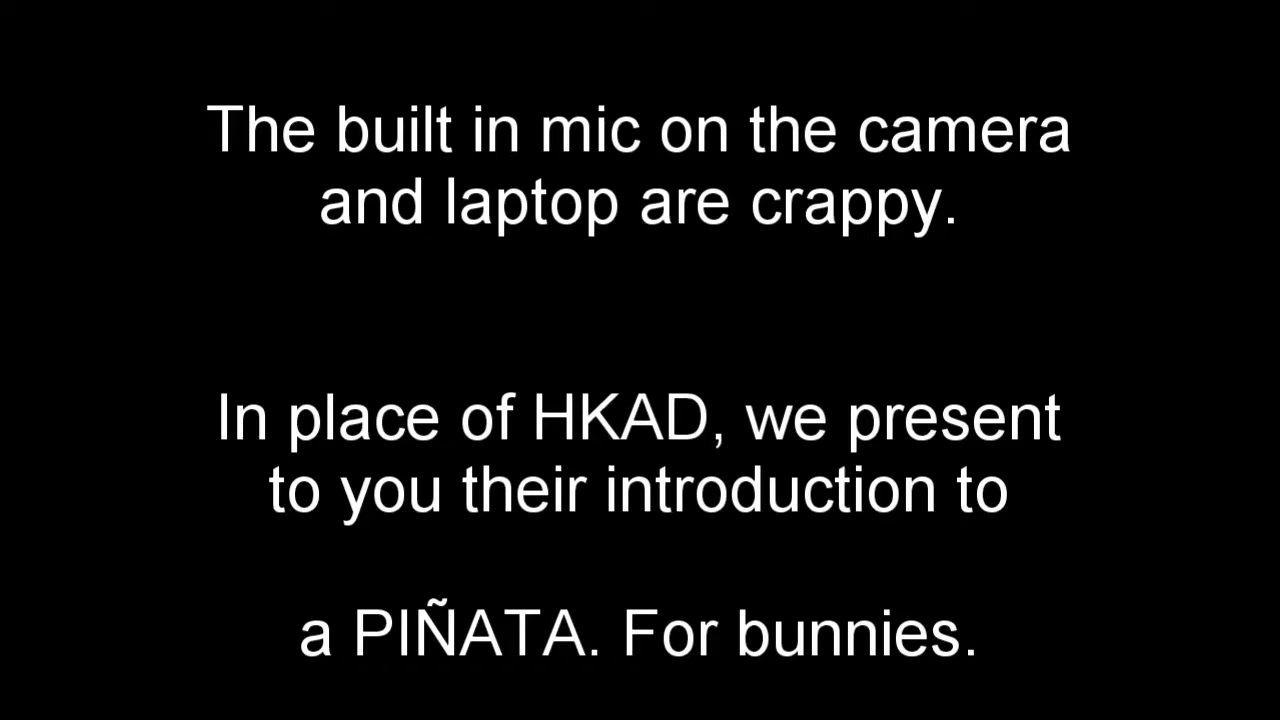 The built in mic on the camera
and laptop are crappy.
In place of HKAD, we present
to you their introduction to
a PIÑATA. For bunnies.